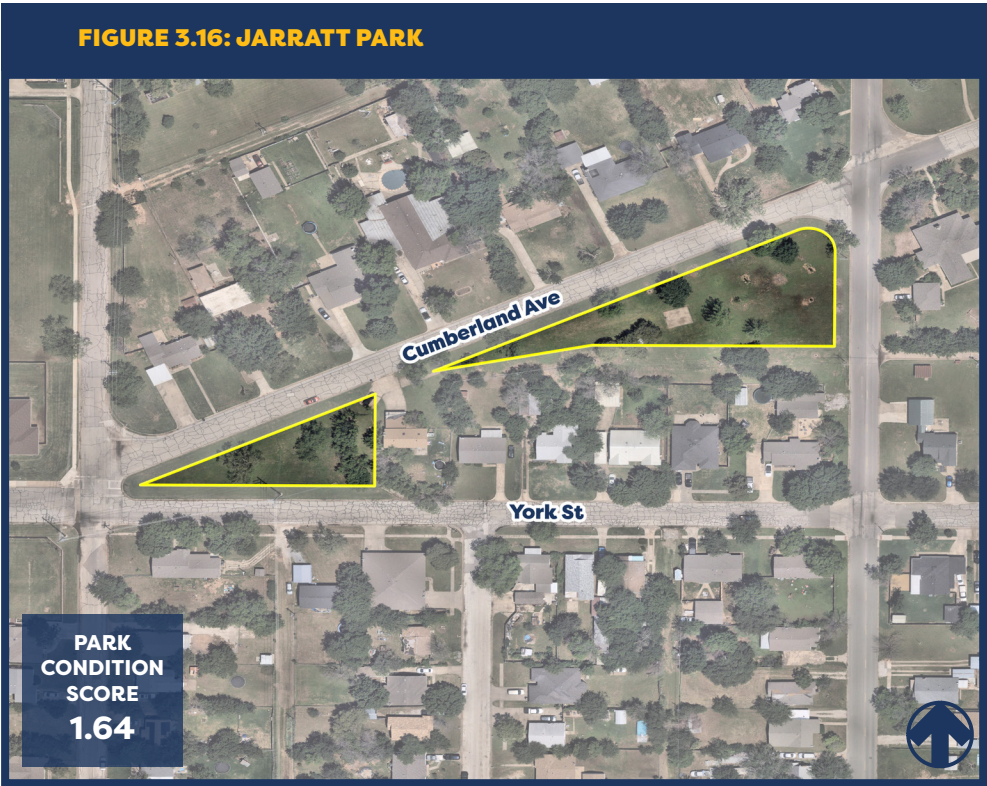 FIGURE 3.16: JARRATT PARK
Cumberland Ave
York St
PARK
CONDITION
SCORE
1.64